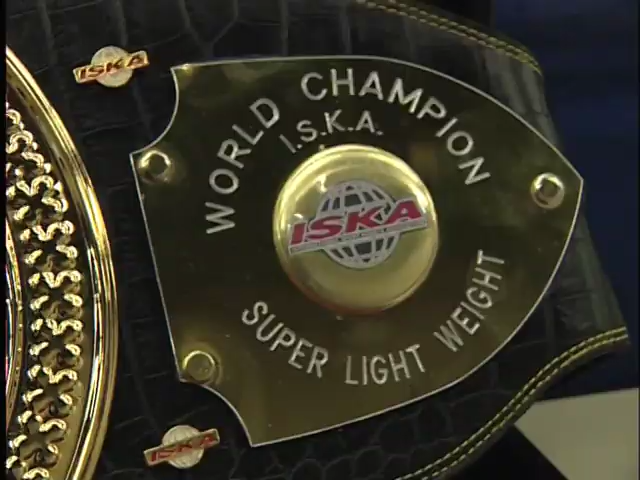 ISKA
WORLD CHAMPION
I.S.K.A.
ISKA
SUPER LIGHT WEIGHT
ISKA